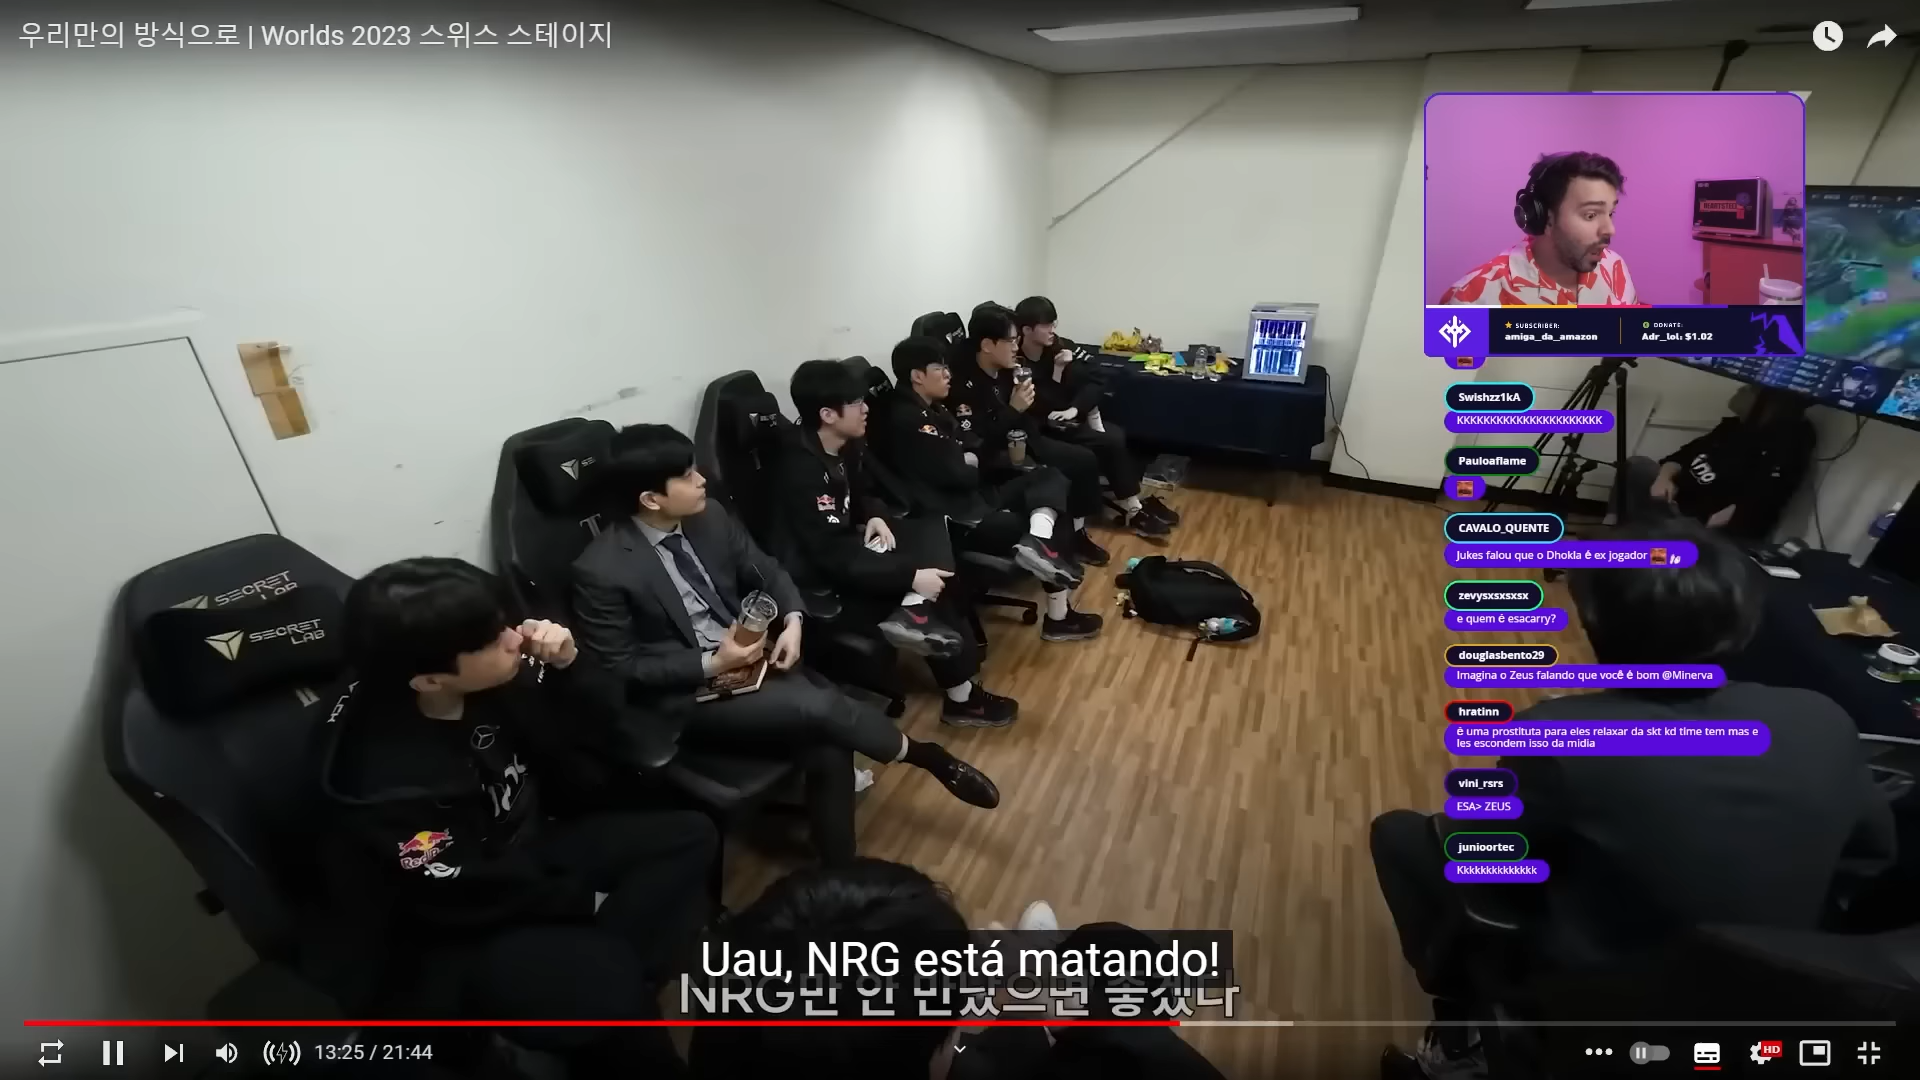 우리만의 방식으로 | Worlds 2023 스위스 스테이지
SUBSCRIBER:
amiga_da_amazon
DONATE:
Adr_lol: $1.02
Swishzz1kA
KKKKKKKKKKKKKKKKKKKKKKK
Pauloaflame
CAVALO_QUENTE
Jukes falou que o Dhokla é ex jogador
zevysxsxsxsx
e quem é esacarry?
douglasbento29
Imagina o Zeus falando que você é bom @Minerva
hratinn
é uma prostituta para eles relaxar da skt kd time tem mas e
les escondem isso da midia
vini_rsrs
ESA> ZEUS
junioortec
Kkkkkkkkkkkkkk
SECRET
LAB
SECRET
LAB
Uau, NRG está matando!
NRG만 안 만났으면 좋겠다
13:25 / 21:44
HD